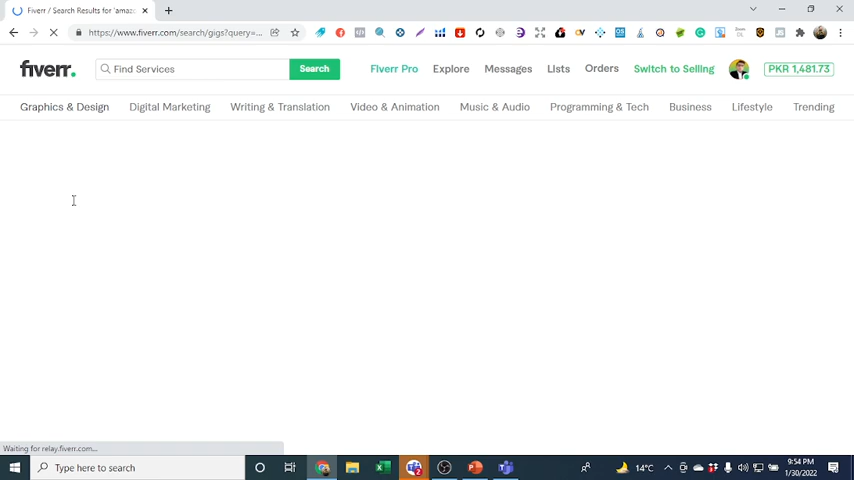 Fiverr / Search Results for 'amaz
https://www.fiverr.com/search/gigs?query=...
fiverr.
Find Services
Search
Fiverr Pro
Explore
Messages
Lists
Orders
Switch to Selling
PKR 1,481.73
Graphics & Design
Digital Marketing
Writing & Translation
Video & Animation
Music & Audio
Programming & Tech
Business
Lifestyle
Trending
Waiting for relay.fiverr.com...
Type here to search
14°C
9:54 PM
1/30/2022